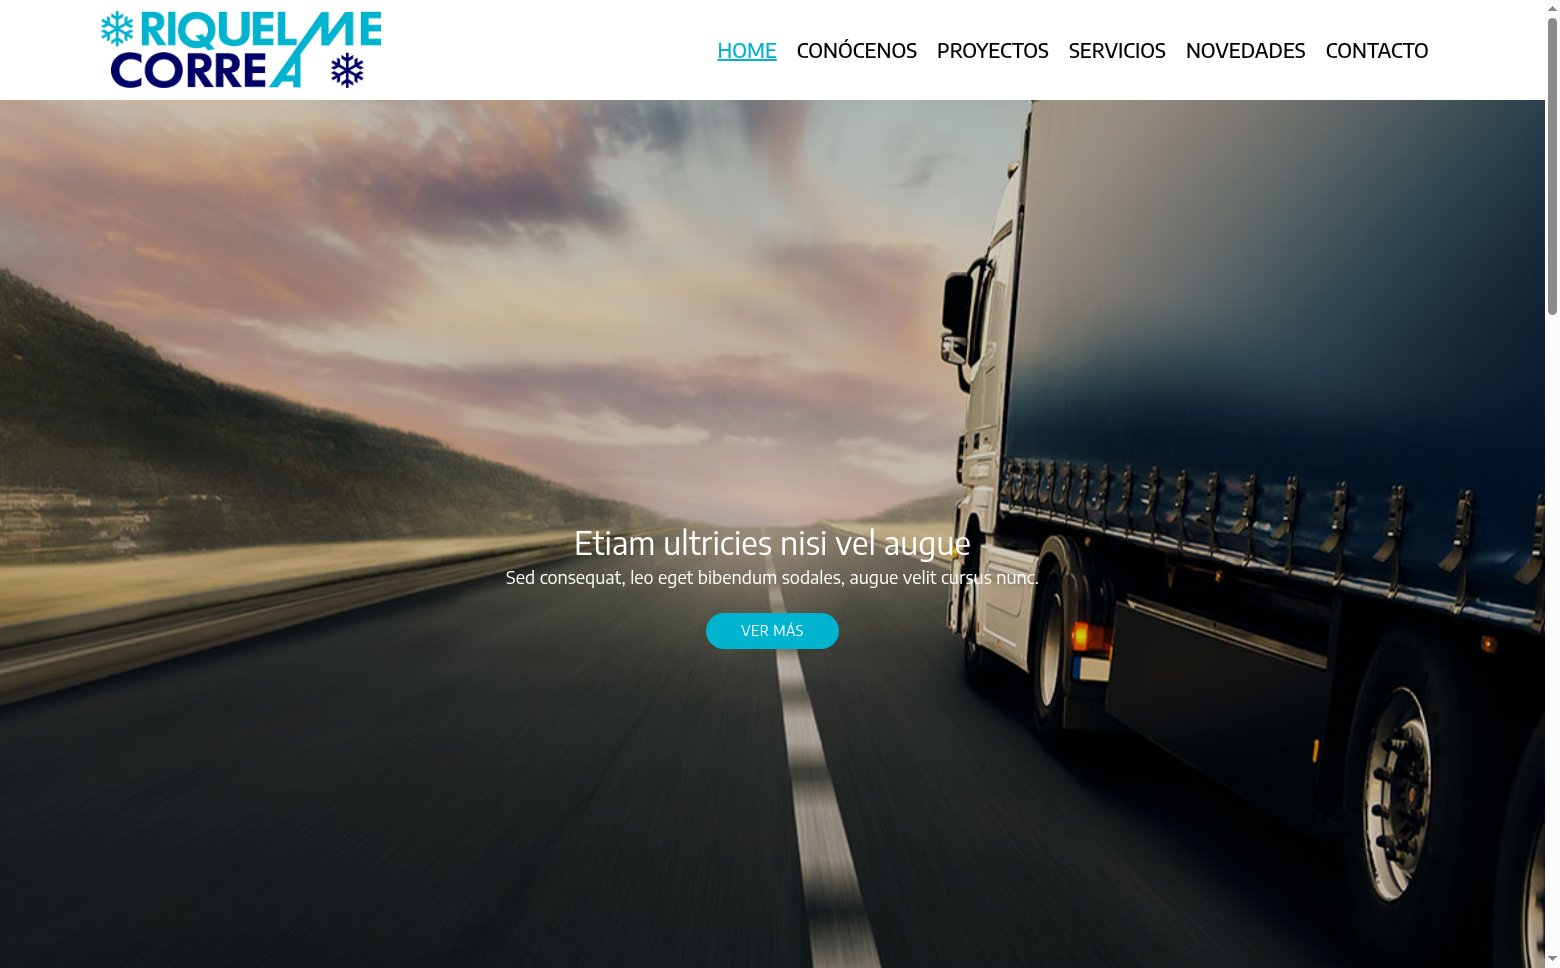 RIQUELME
CORREA
HOME CONÓCENOS PROYECTOS SERVICIOS NOVEDADES CONTACTO
Etiam ultricies nisi vel augue
Sed consequat, leo eget bibendum sodales, augue velit cursus nunc.
VER MÁS